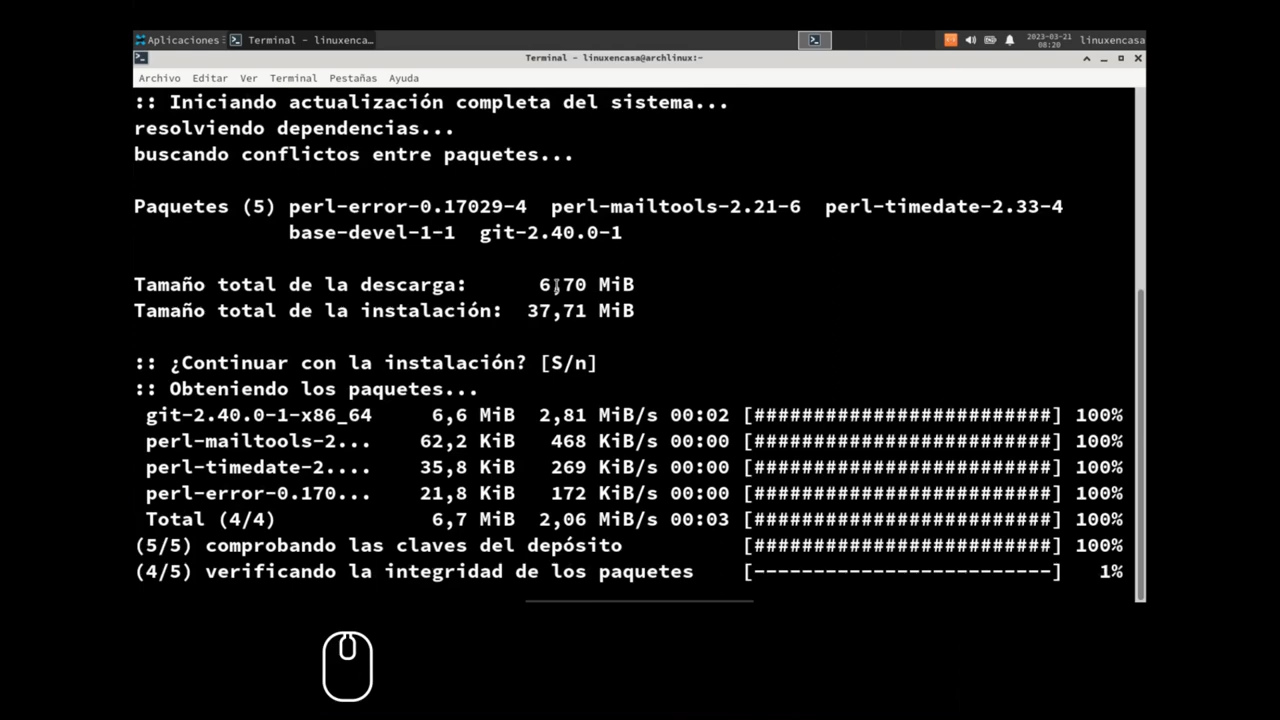 Aplicaciones
Terminal - linuxenca...
2023-03-21
08:20
linuxencasa
Terminal - linuxencasa@archlinux:~
Archivo Editar Ver Terminal Pestañas Ayuda
:: Iniciando actualización completa del sistema...
resolviendo dependencias...
buscando conflictos entre paquetes...
Paquetes (5) perl-error-0.17029-4 perl-mailtools-2.21-6 perl-timedate-2.33-4
base-devel-1-1 git-2.40.0-1
Tamaño total de la descarga: 6,70 MiB
Tamaño total de la instalación: 37,71 MiB
:: ¿Continuar con la instalación? [S/n]
:: Obteniendo los paquetes...
git-2.40.0-1-x86_64 6,6 MiB 2,81 MiB/s 00:02 [#########################] 100%
perl-mailtools-2... 62,2 KiB 468 KiB/s 00:00 [#########################] 100%
perl-timedate-2.... 35,8 KiB 269 KiB/s 00:00 [#########################] 100%
perl-error-0.170... 21,8 KiB 172 KiB/s 00:00 [#########################] 100%
Total (4/4) 6,7 MiB 2,06 MiB/s 00:03 [#########################] 100%
(5/5) comprobando las claves del depósito [#########################] 100%
(4/5) verificando la integridad de los paquetes [-------------------------] 1%